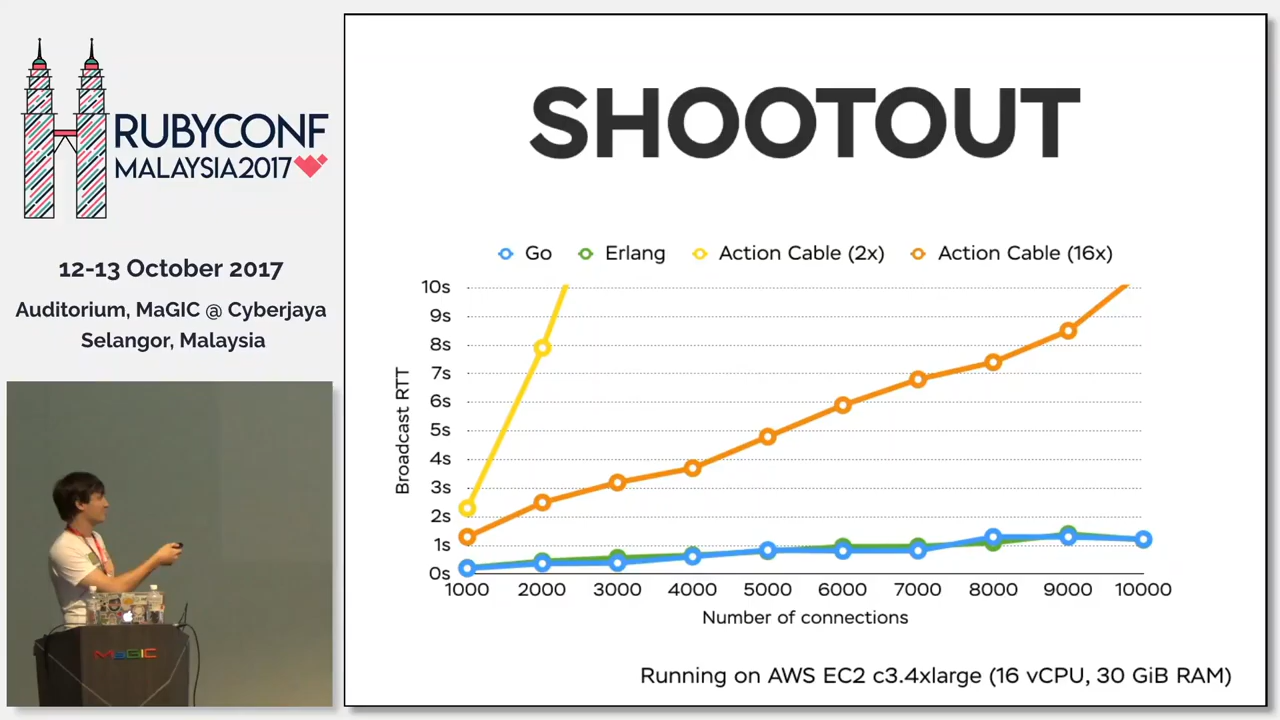 RUBYCONF
MALAYSIA2017
12-13 October 2017
Auditorium, MaGIC @ Cyberjaya
Selangor, Malaysia
MaGIC
SHOOTOUT
Go Erlang Action Cable (2x) Action Cable (16x)
10s
9s
8s
7s
6s
5s
4s
3s
2s
1s
0s
Broadcast RTT
1000 2000 3000 4000 5000 6000 7000 8000 9000 10000
Number of connections
Running on AWS EC2 c3.4xlarge (16 vCPU, 30 GiB RAM)